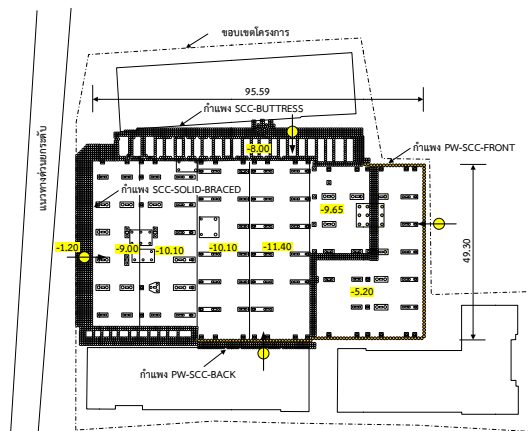 ขอบเขตโครงการ
95.59
กำแพง SCC-BUTTRESS
-8.00
กำแพง PW-SCC-FRONT
แนวทางด่วนยกระดับ
กำแพง SCC-SOLID-BRACED
-9.65
-1.20
-9.00
-10.10
-10.10
-11.40
49.30
-5.20
กำแพง PW-SCC-BACK